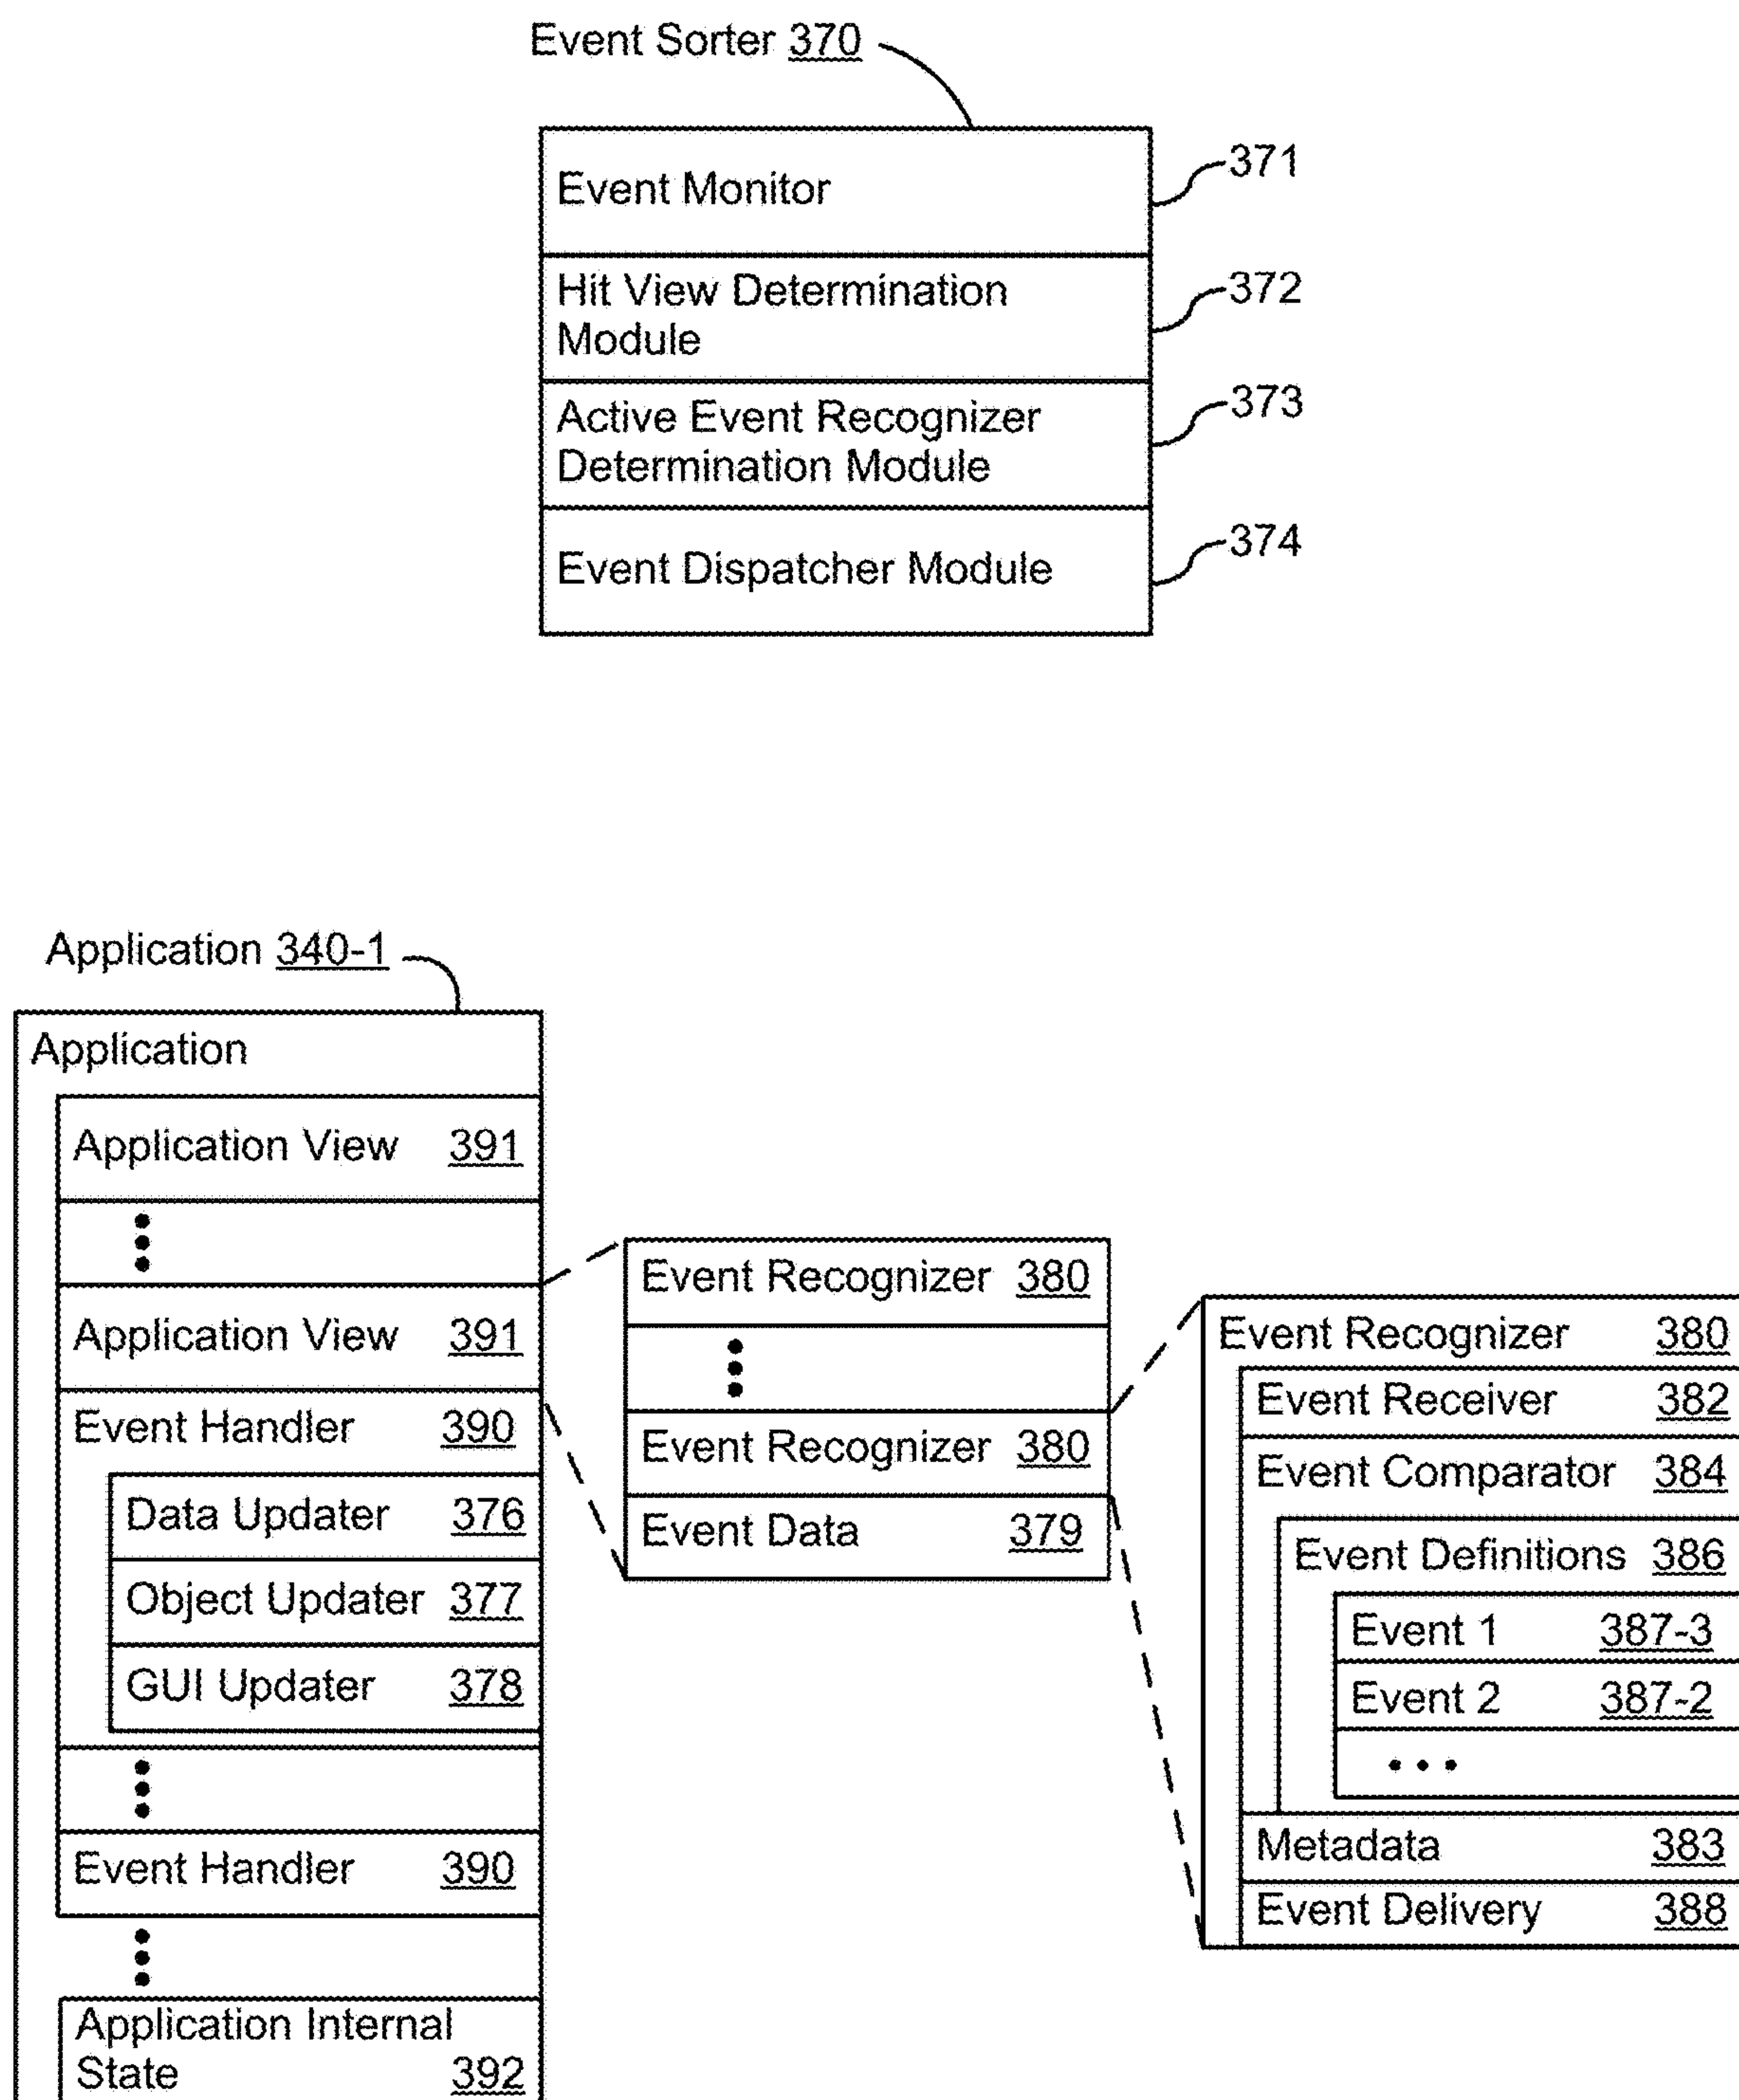 Event Sorter 370
Event Monitor
371
Hit View Determination
Module
372
Active Event Recognizer
Determination Module
373
Event Dispatcher Module
374
Application 340-1
Application
Application View 391
Application View 391
Event Handler 390
Data Updater 376
Object Updater 377
GUI Updater 378
Event Handler 390
Application Internal
State 392
Event Recognizer 380
Event Recognizer 380
Event Data 379
Event Recognizer 380
Event Receiver 382
Event Comparator 384
Event Definitions 386
Event 1 387-3
Event 2 387-2
Metadata 383
Event Delivery 388